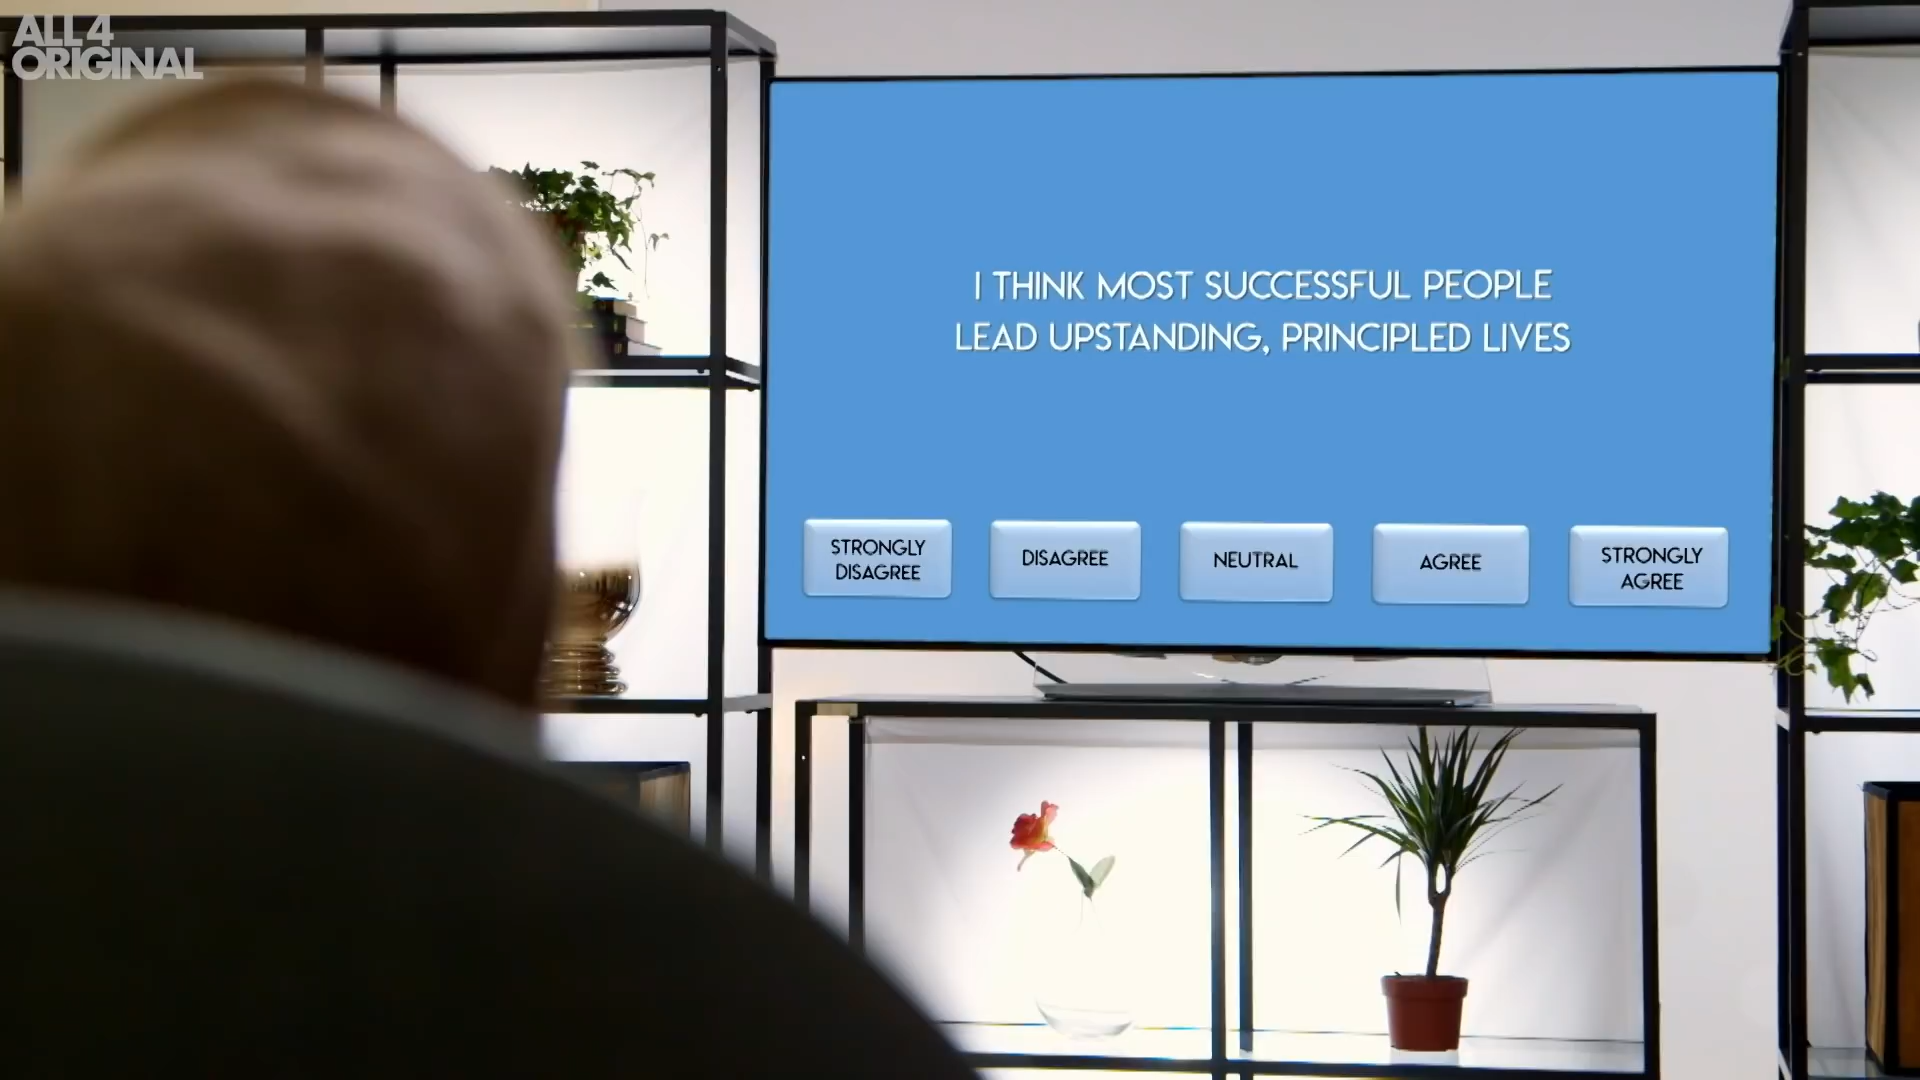 ALL 4
ORIGINAL
I THINK MOST SUCCESSFUL PEOPLE
LEAD UPSTANDING, PRINCIPLED LIVES
STRONGLY
DISAGREE
DISAGREE
NEUTRAL
AGREE
STRONGLY
AGREE